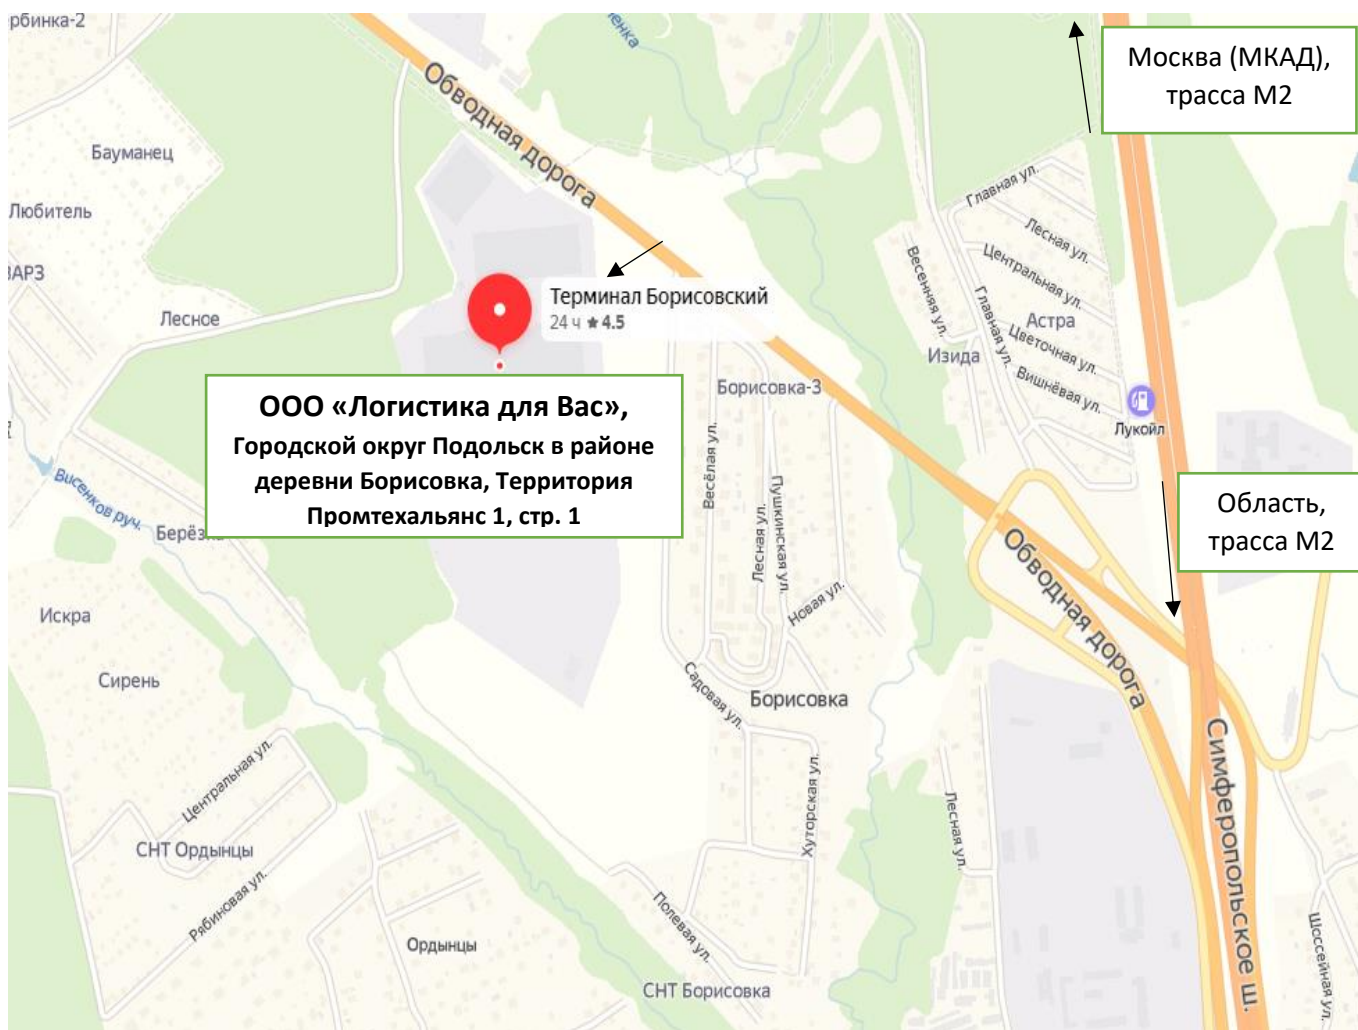 рбинка-2
енка
Москва (МКАД),
трасса М2
Обводная дорога
Бауманец
Любитель
Главная ул.
Лесная ул.
Центральная ул.
Весенняя ул.
Главная ул.
Астра
Цветочная ул.
Вишнёвая ул.
Изида
Лукойл
Терминал Борисовский
24 ч ★ 4.5
АРЗ
Лесное
Борисовка-3
ООО «Логистика для Вас»,
Городской округ Подольск в районе
деревни Борисовка, Территория
Промтехальянс 1, стр. 1
Весёлая ул.
Лесная ул.
Пушкинская ул.
Новая ул.
Область,
трасса М2
Висенков руч.
Берёзк
Обводная дорога
Искра
Сирень
Садовая ул.
Борисовка
Симферопольское ш.
Центральная ул.
Хуторская ул.
Лесная ул.
СНТ Ордынцы
Рябиновая ул.
Полевая ул.
Ордынцы
Шоссейная ул.
СНТ Борисовка